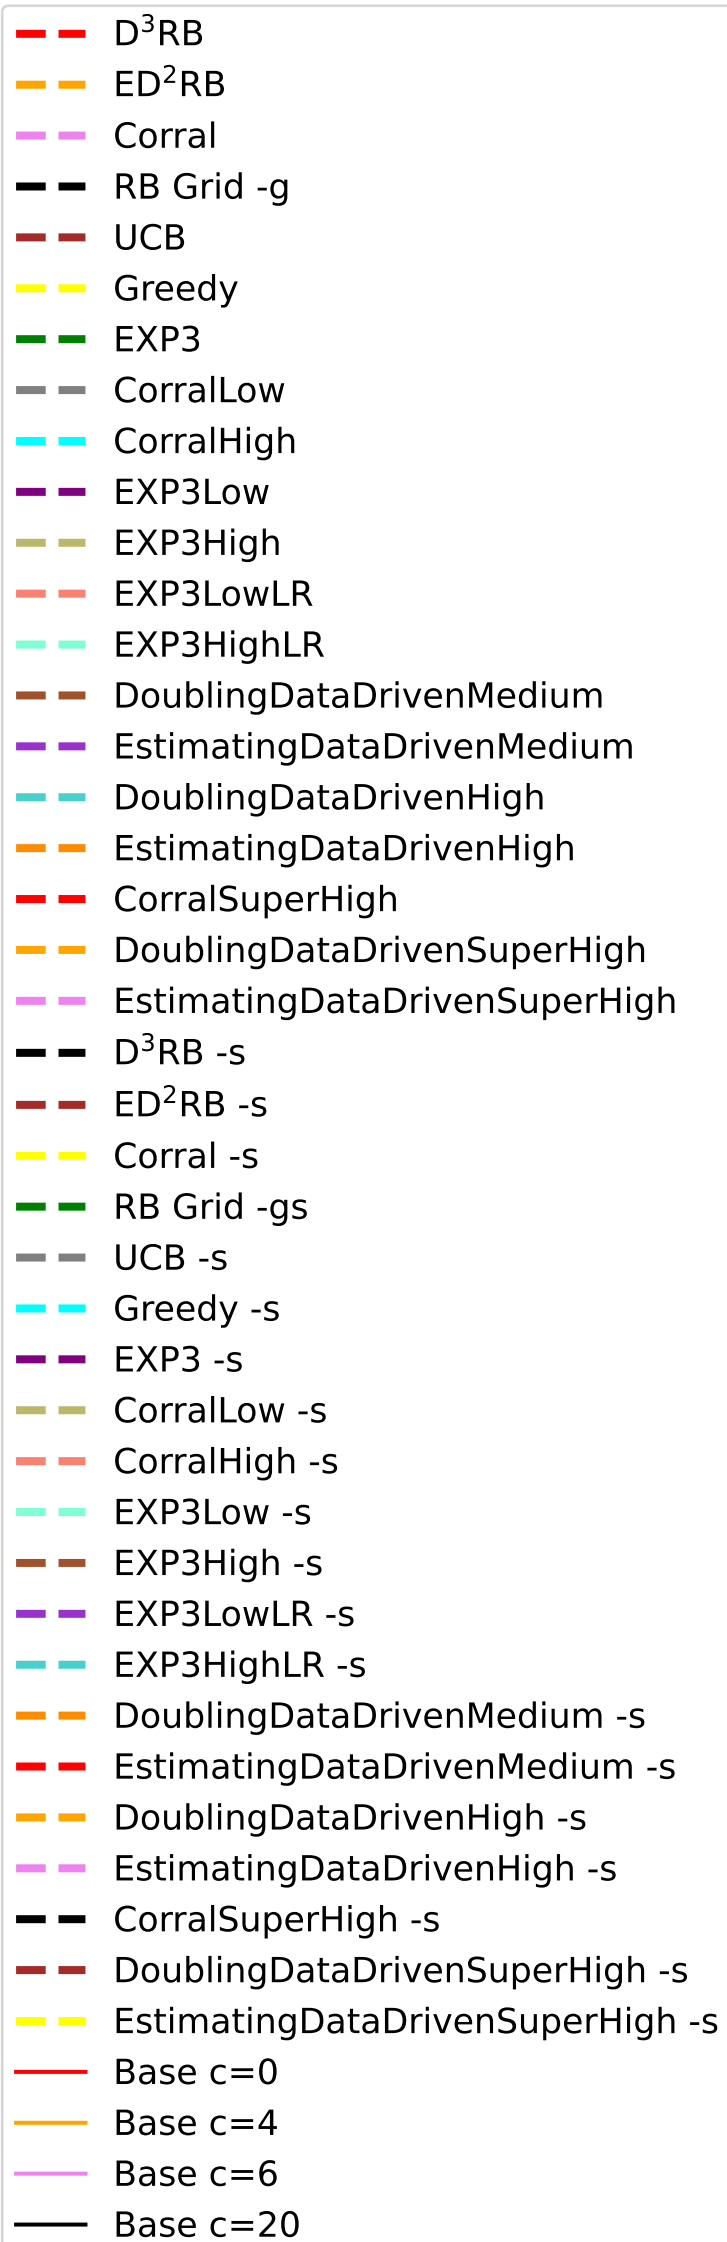 D³RB
ED²RB
Corral
RB Grid -g
UCB
Greedy
EXP3
CorralLow
CorralHigh
EXP3Low
EXP3High
EXP3LowLR
EXP3HighLR
DoublingDataDrivenMedium
EstimatingDataDrivenMedium
DoublingDataDrivenHigh
EstimatingDataDrivenHigh
CorralSuperHigh
DoublingDataDrivenSuperHigh
EstimatingDataDrivenSuperHigh
D³RB -s
ED²RB -s
Corral -s
RB Grid -gs
UCB -s
Greedy -s
EXP3 -s
CorralLow -s
CorralHigh -s
EXP3Low -s
EXP3High -s
EXP3LowLR -s
EXP3HighLR -s
DoublingDataDrivenMedium -s
EstimatingDataDrivenMedium -s
DoublingDataDrivenHigh -s
EstimatingDataDrivenHigh -s
CorralSuperHigh -s
DoublingDataDrivenSuperHigh -s
EstimatingDataDrivenSuperHigh -s
Base c=0
Base c=4
Base c=6
Base c=20